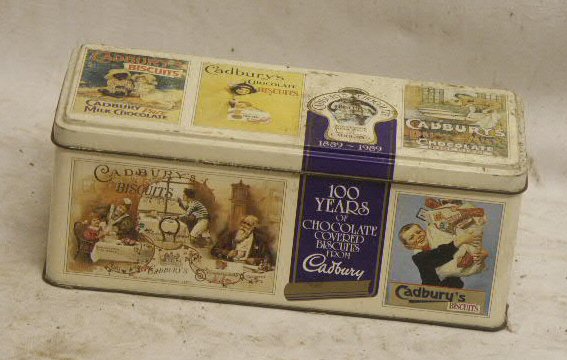 CADBURY'S
BISCUITS
CADBURY
MILK CHOCOLATE
Cadbury's
CHOCOLATE
BISCUITS
1889 - 1989
CADBURY'S
CHOCOLATE
CADBURY'S
BISCUITS
100
YEARS
OF
CHOCOLATE
COVERED
BISCUITS
FROM
Cadbury
Cadbury's
BISCUITS